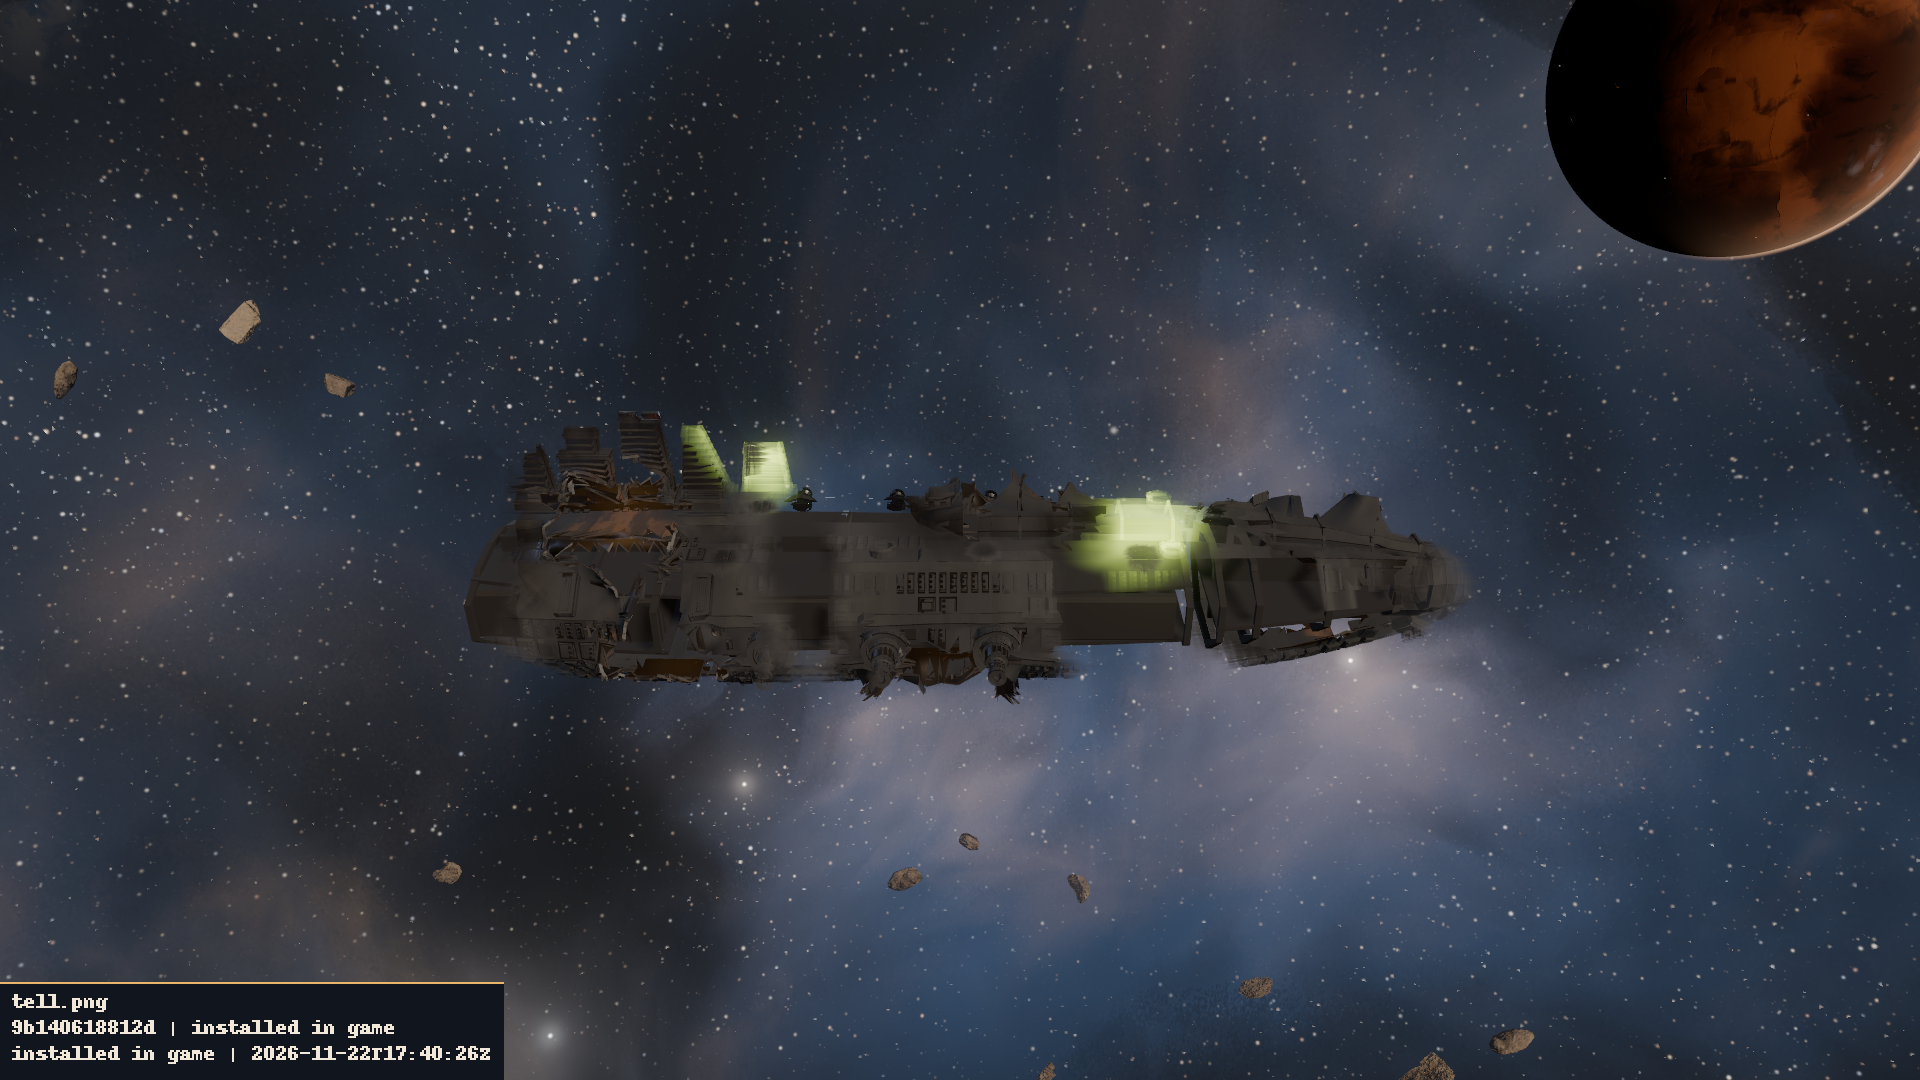 tell.png
9b140618812d | installed in game
installed in game | 2026-11-22T17:40:26Z